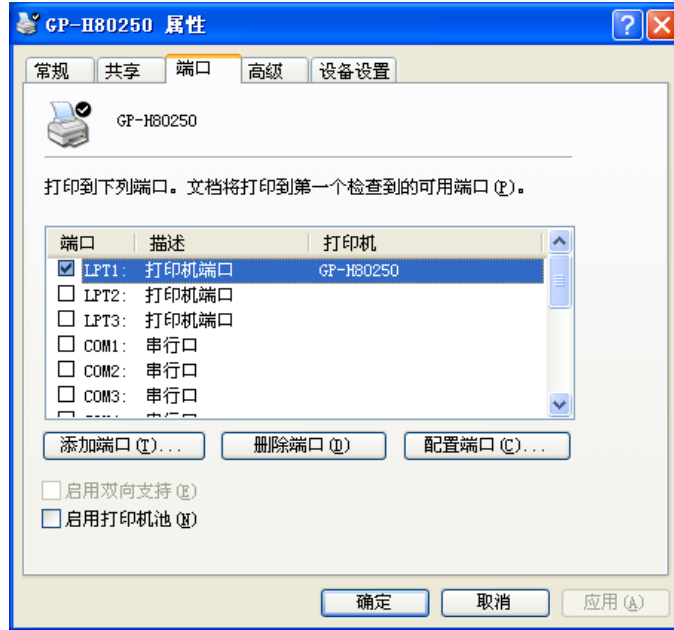 GP-H80250 属性
常规 共享 端口 高级 设备设置
GP-H80250
打印到下列端口。文档将打印到第一个检查到的可用端口(P)。
端口 描述 打印机
LPT1: 打印机端口 GP-H80250
LPT2: 打印机端口
LPT3: 打印机端口
COM1: 串行口
COM2: 串行口
COM3: 串行口
添加端口(T)... 删除端口(D) 配置端口(C)...
启用双向支持(E)
启用打印机池(N)
确定 取消 应用(A)